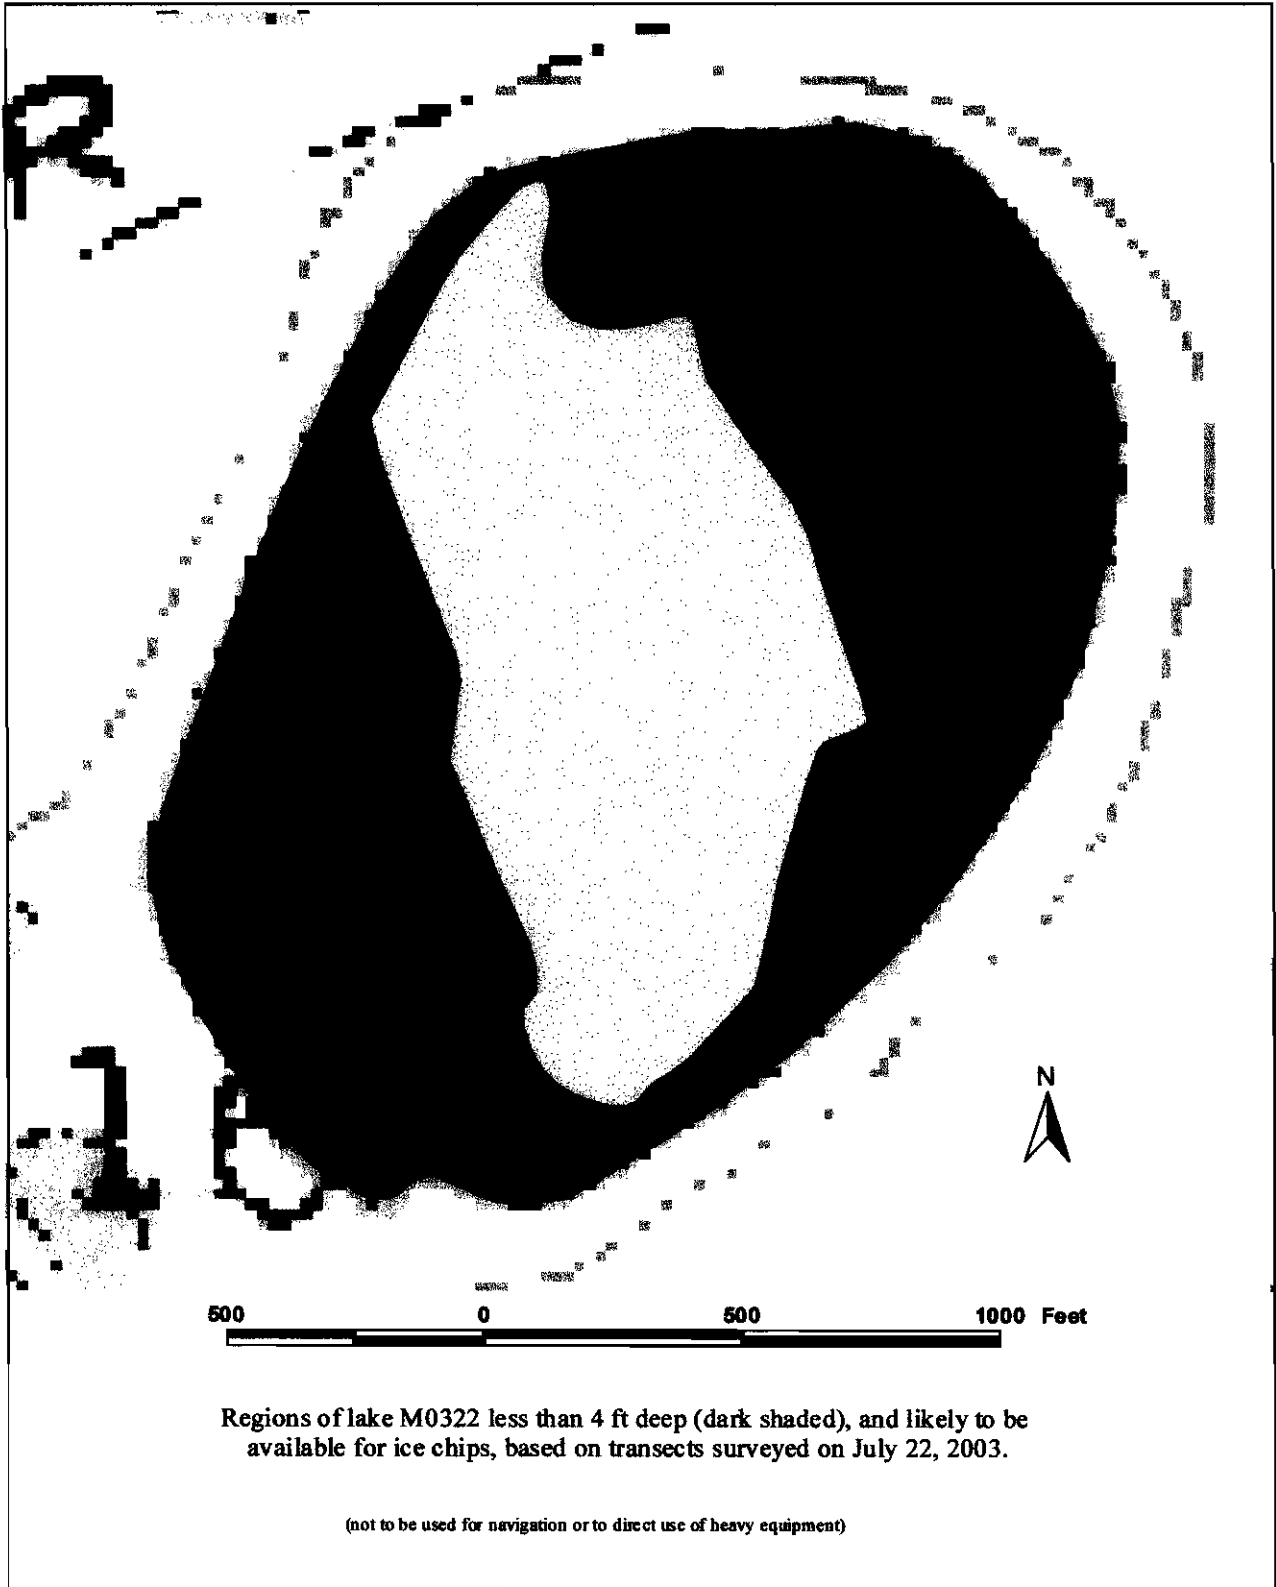 R
16
N
500 0 500 1000 Feet
Regions of lake M0322 less than 4 ft deep (dark shaded), and likely to be
available for ice chips, based on transects surveyed on July 22, 2003.
(not to be used for navigation or to direct use of heavy equipment)